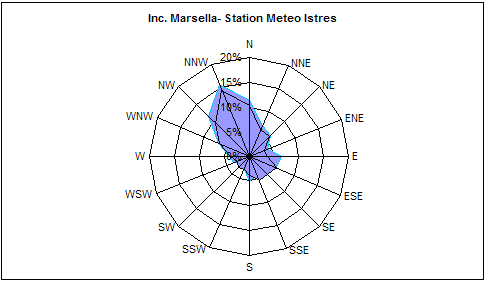 Inc. Marsella- Station Meteo Istres
N
NNW
20%
NNE
NW
15%
NE
WNW
10%
ENE
5%
W
0%
E
WSW
ESE
SW
SE
SSW
SSE
S